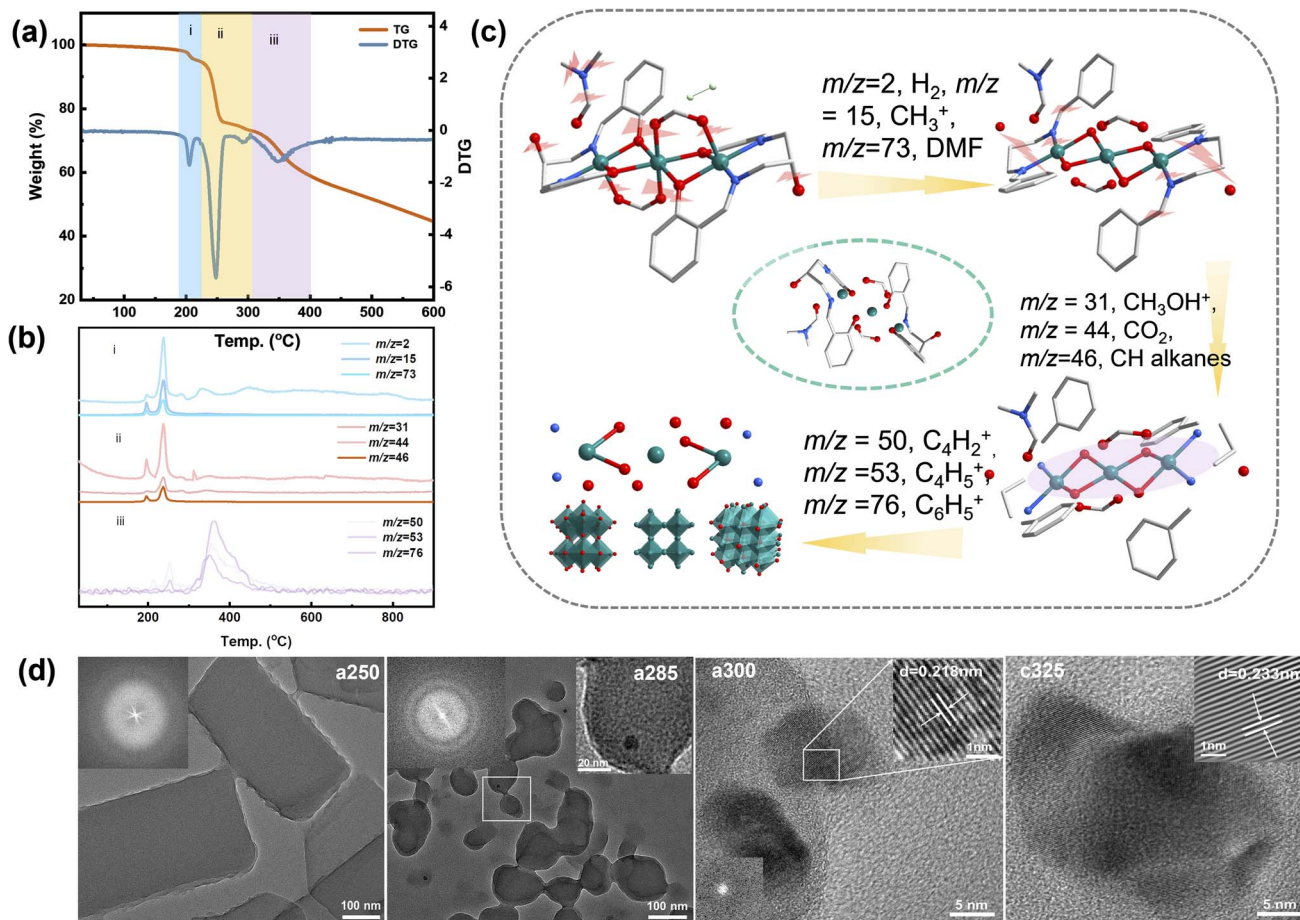 (a)
i
ii
iii
TG
DTG
Weight (%)
100
80
60
40
20
4
2
0
-2
-4
-6
DTG
100
200
300
400
500
600
Temp. (°C)
(b)
i
m/z=2
m/z=15
m/z=73
ii
m/z=31
m/z=44
m/z=46
iii
m/z=50
m/z=53
m/z=76
200
400
600
800
Temp. (°C)
(c)
m/z=2, H₂, m/z
= 15, CH₃⁺,
m/z=73, DMF
m/z = 31, CH₃OH⁺,
m/z = 44, CO₂,
m/z=46, CH alkanes
m/z = 50, C₄H₂⁺,
m/z =53, C₄H₅⁺,
m/z =76, C₆H₅⁺
(d)
a250
100 nm
a285
20 nm
100 nm
a300
d=0.218nm
1nm
5 nm
c325
d=0.233nm
1nm
5 nm